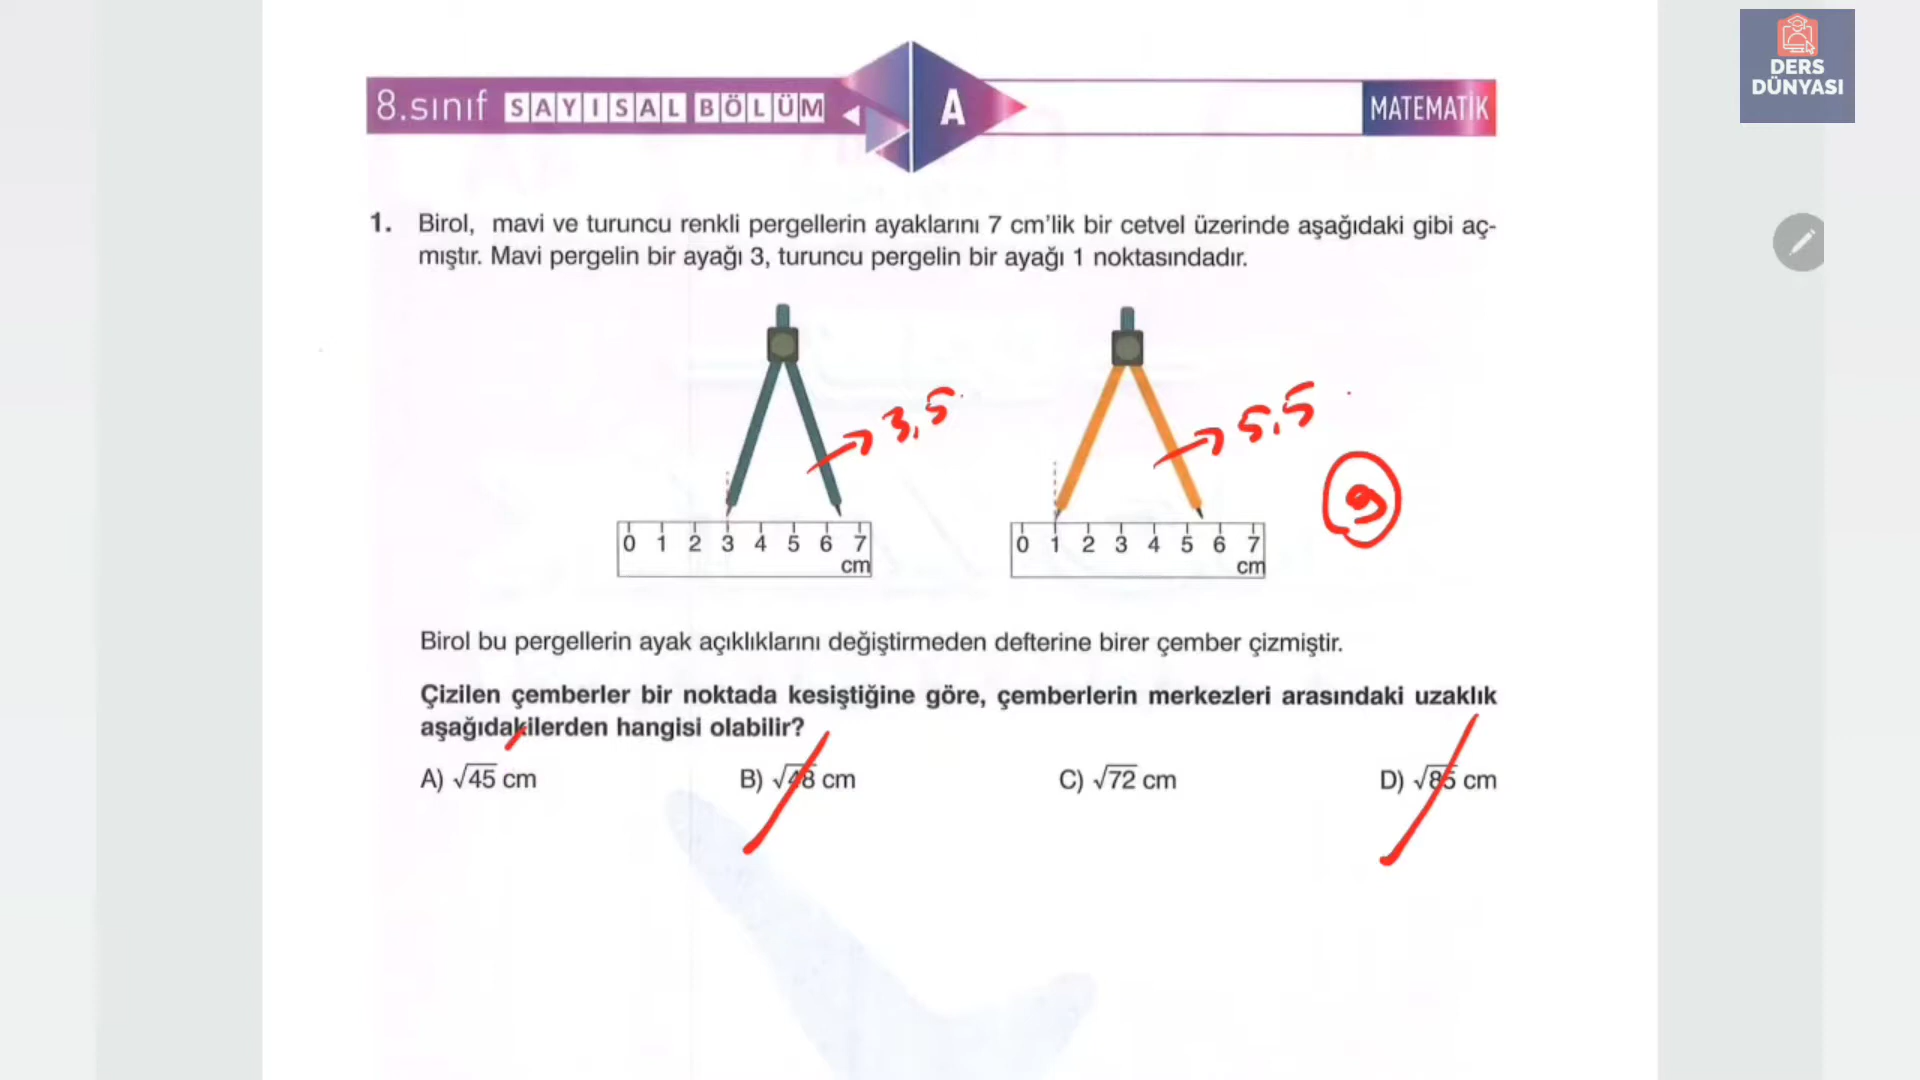 DERS
DÜNYASI
8.sınıf SAYISAL BÖLÜM A MATEMATİK
1. Birol, mavi ve turuncu renkli pergellerin ayaklarını 7 cm'lik bir cetvel üzerinde aşağıdaki gibi aç-
mıştır. Mavi pergelin bir ayağı 3, turuncu pergelin bir ayağı 1 noktasındadır.
3,5
5,5
9
0 1 2 3 4 5 6 7
cm
0 1 2 3 4 5 6 7
cm
Birol bu pergellerin ayak açıklıklarını değiştirmeden defterine birer çember çizmiştir.
Çizilen çemberler bir noktada kesiştiğine göre, çemberlerin merkezleri arasındaki uzaklık
aşağıdakilerden hangisi olabilir?
A) √45 cm B) √48 cm C) √72 cm D) √85 cm